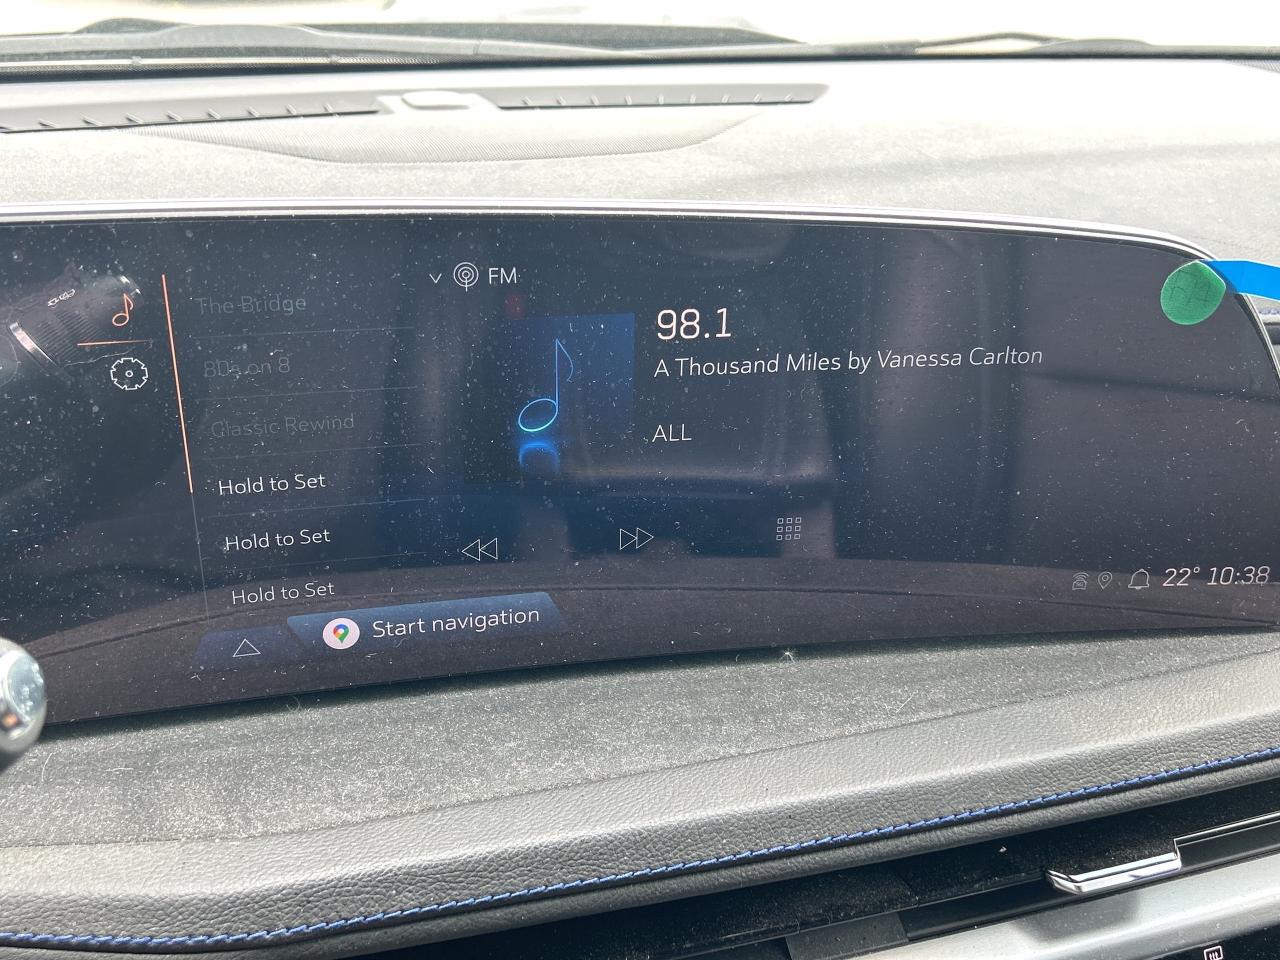 The Bridge
80s on 8
Classic Rewind
Hold to Set
Hold to Set
Hold to Set
FM
98.1
A Thousand Miles by Vanessa Carlton
ALL
Start navigation
22° 10:38